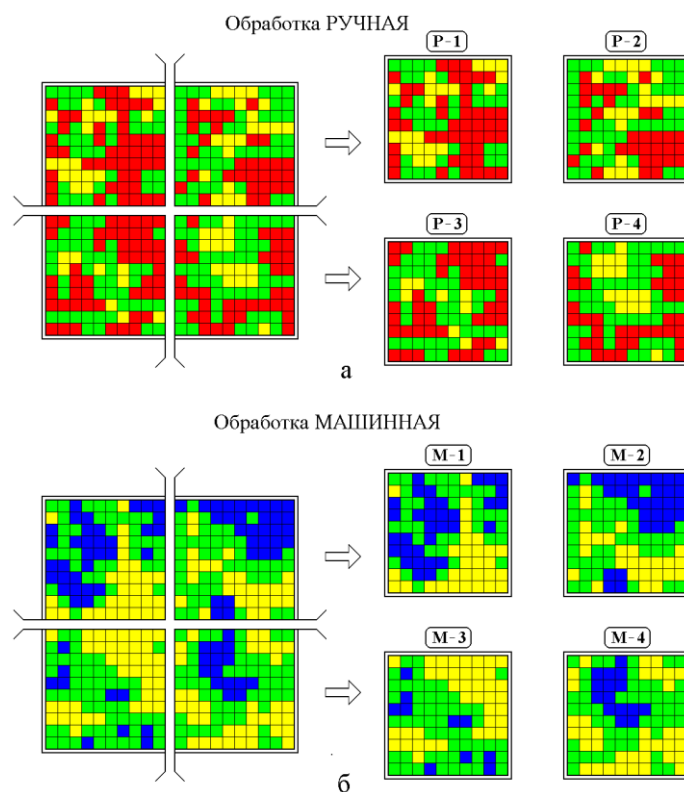 Обработка РУЧНАЯ
Р-1
Р-2
Р-3
Р-4
а
Обработка МАШИННАЯ
М-1
М-2
М-3
М-4
б